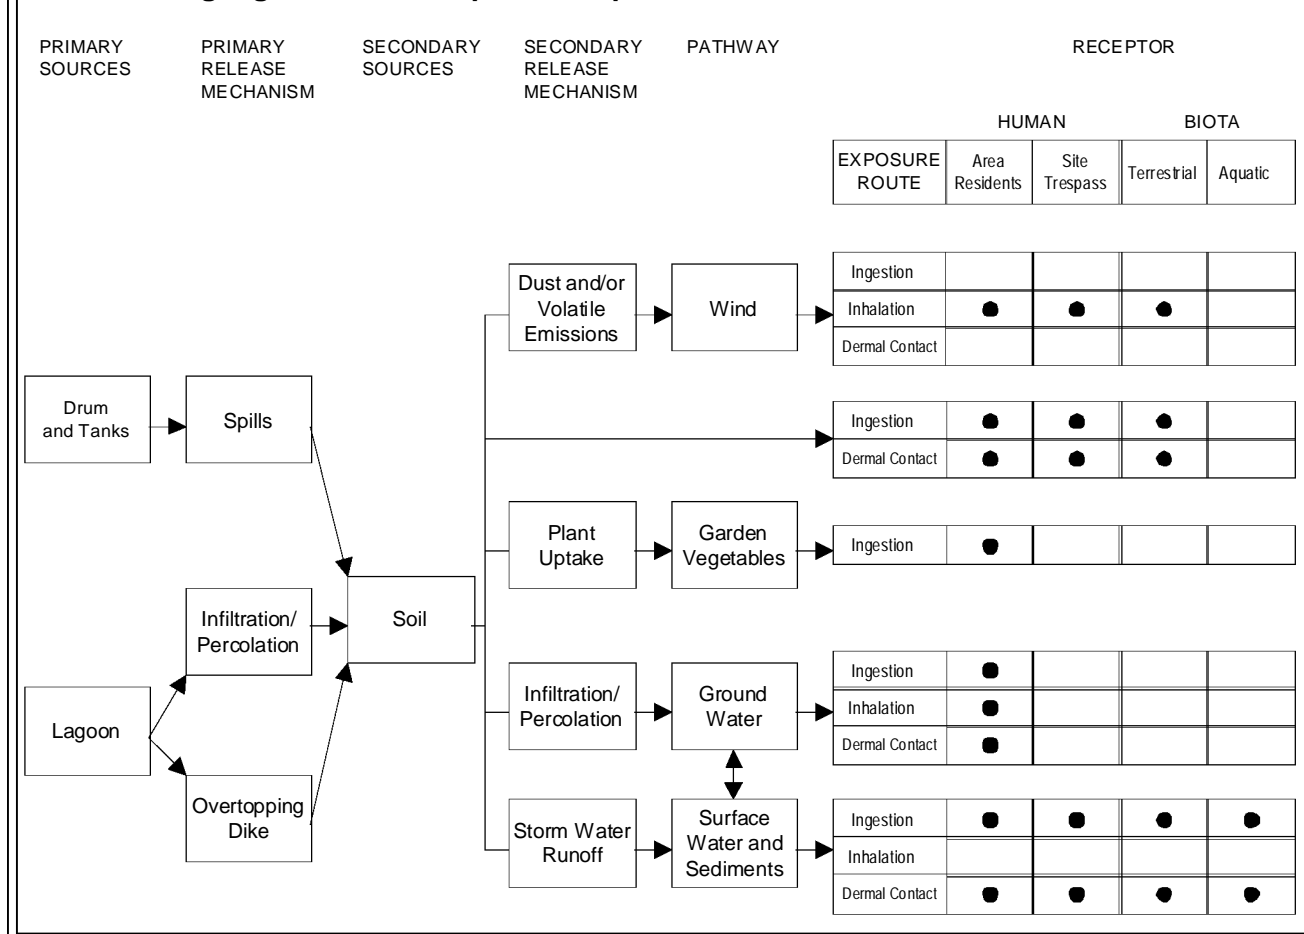 PRIMARY
SOURCES
PRIMARY
RELEASE
MECHANISM
SECONDARY
SOURCES
SECONDARY
RELEASE
MECHANISM
PATHWAY
RECEPTOR
HUMAN
BIOTA
EXPOSURE
ROUTE
Area
Residents
Site
Trespass
Terrestrial
Aquatic
Dust and/or
Volatile
Emissions
Wind
Ingestion
Inhalation
Dermal Contact
Drum
and Tanks
Spills
Ingestion
Dermal Contact
Plant
Uptake
Garden
Vegetables
Ingestion
Infiltration/
Percolation
Soil
Lagoon
Infiltration/
Percolation
Ground
Water
Ingestion
Inhalation
Dermal Contact
Overtopping
Dike
Storm Water
Runoff
Surface
Water and
Sediments
Ingestion
Inhalation
Dermal Contact